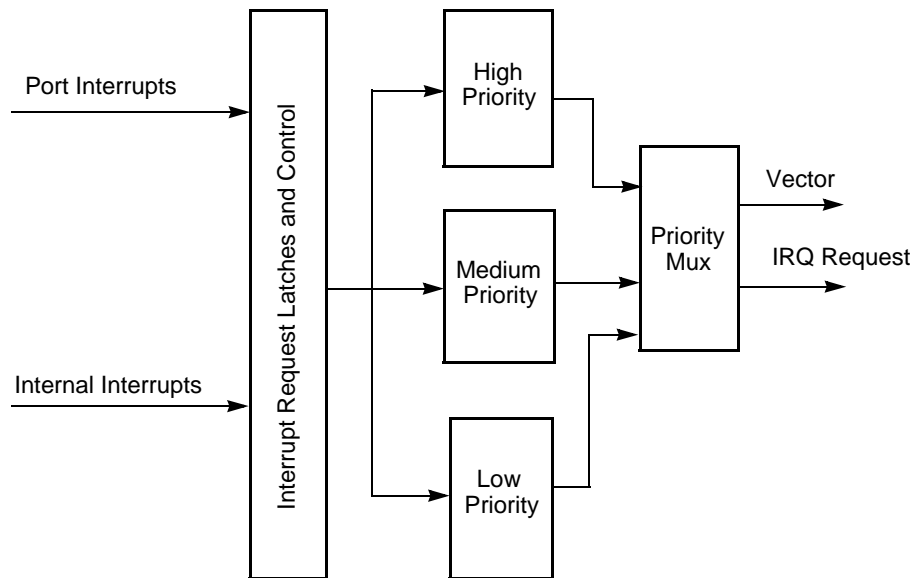 Port Interrupts
Internal Interrupts
Interrupt Request Latches and Control
High
Priority
Medium
Priority
Low
Priority
Priority
Mux
Vector
IRQ Request